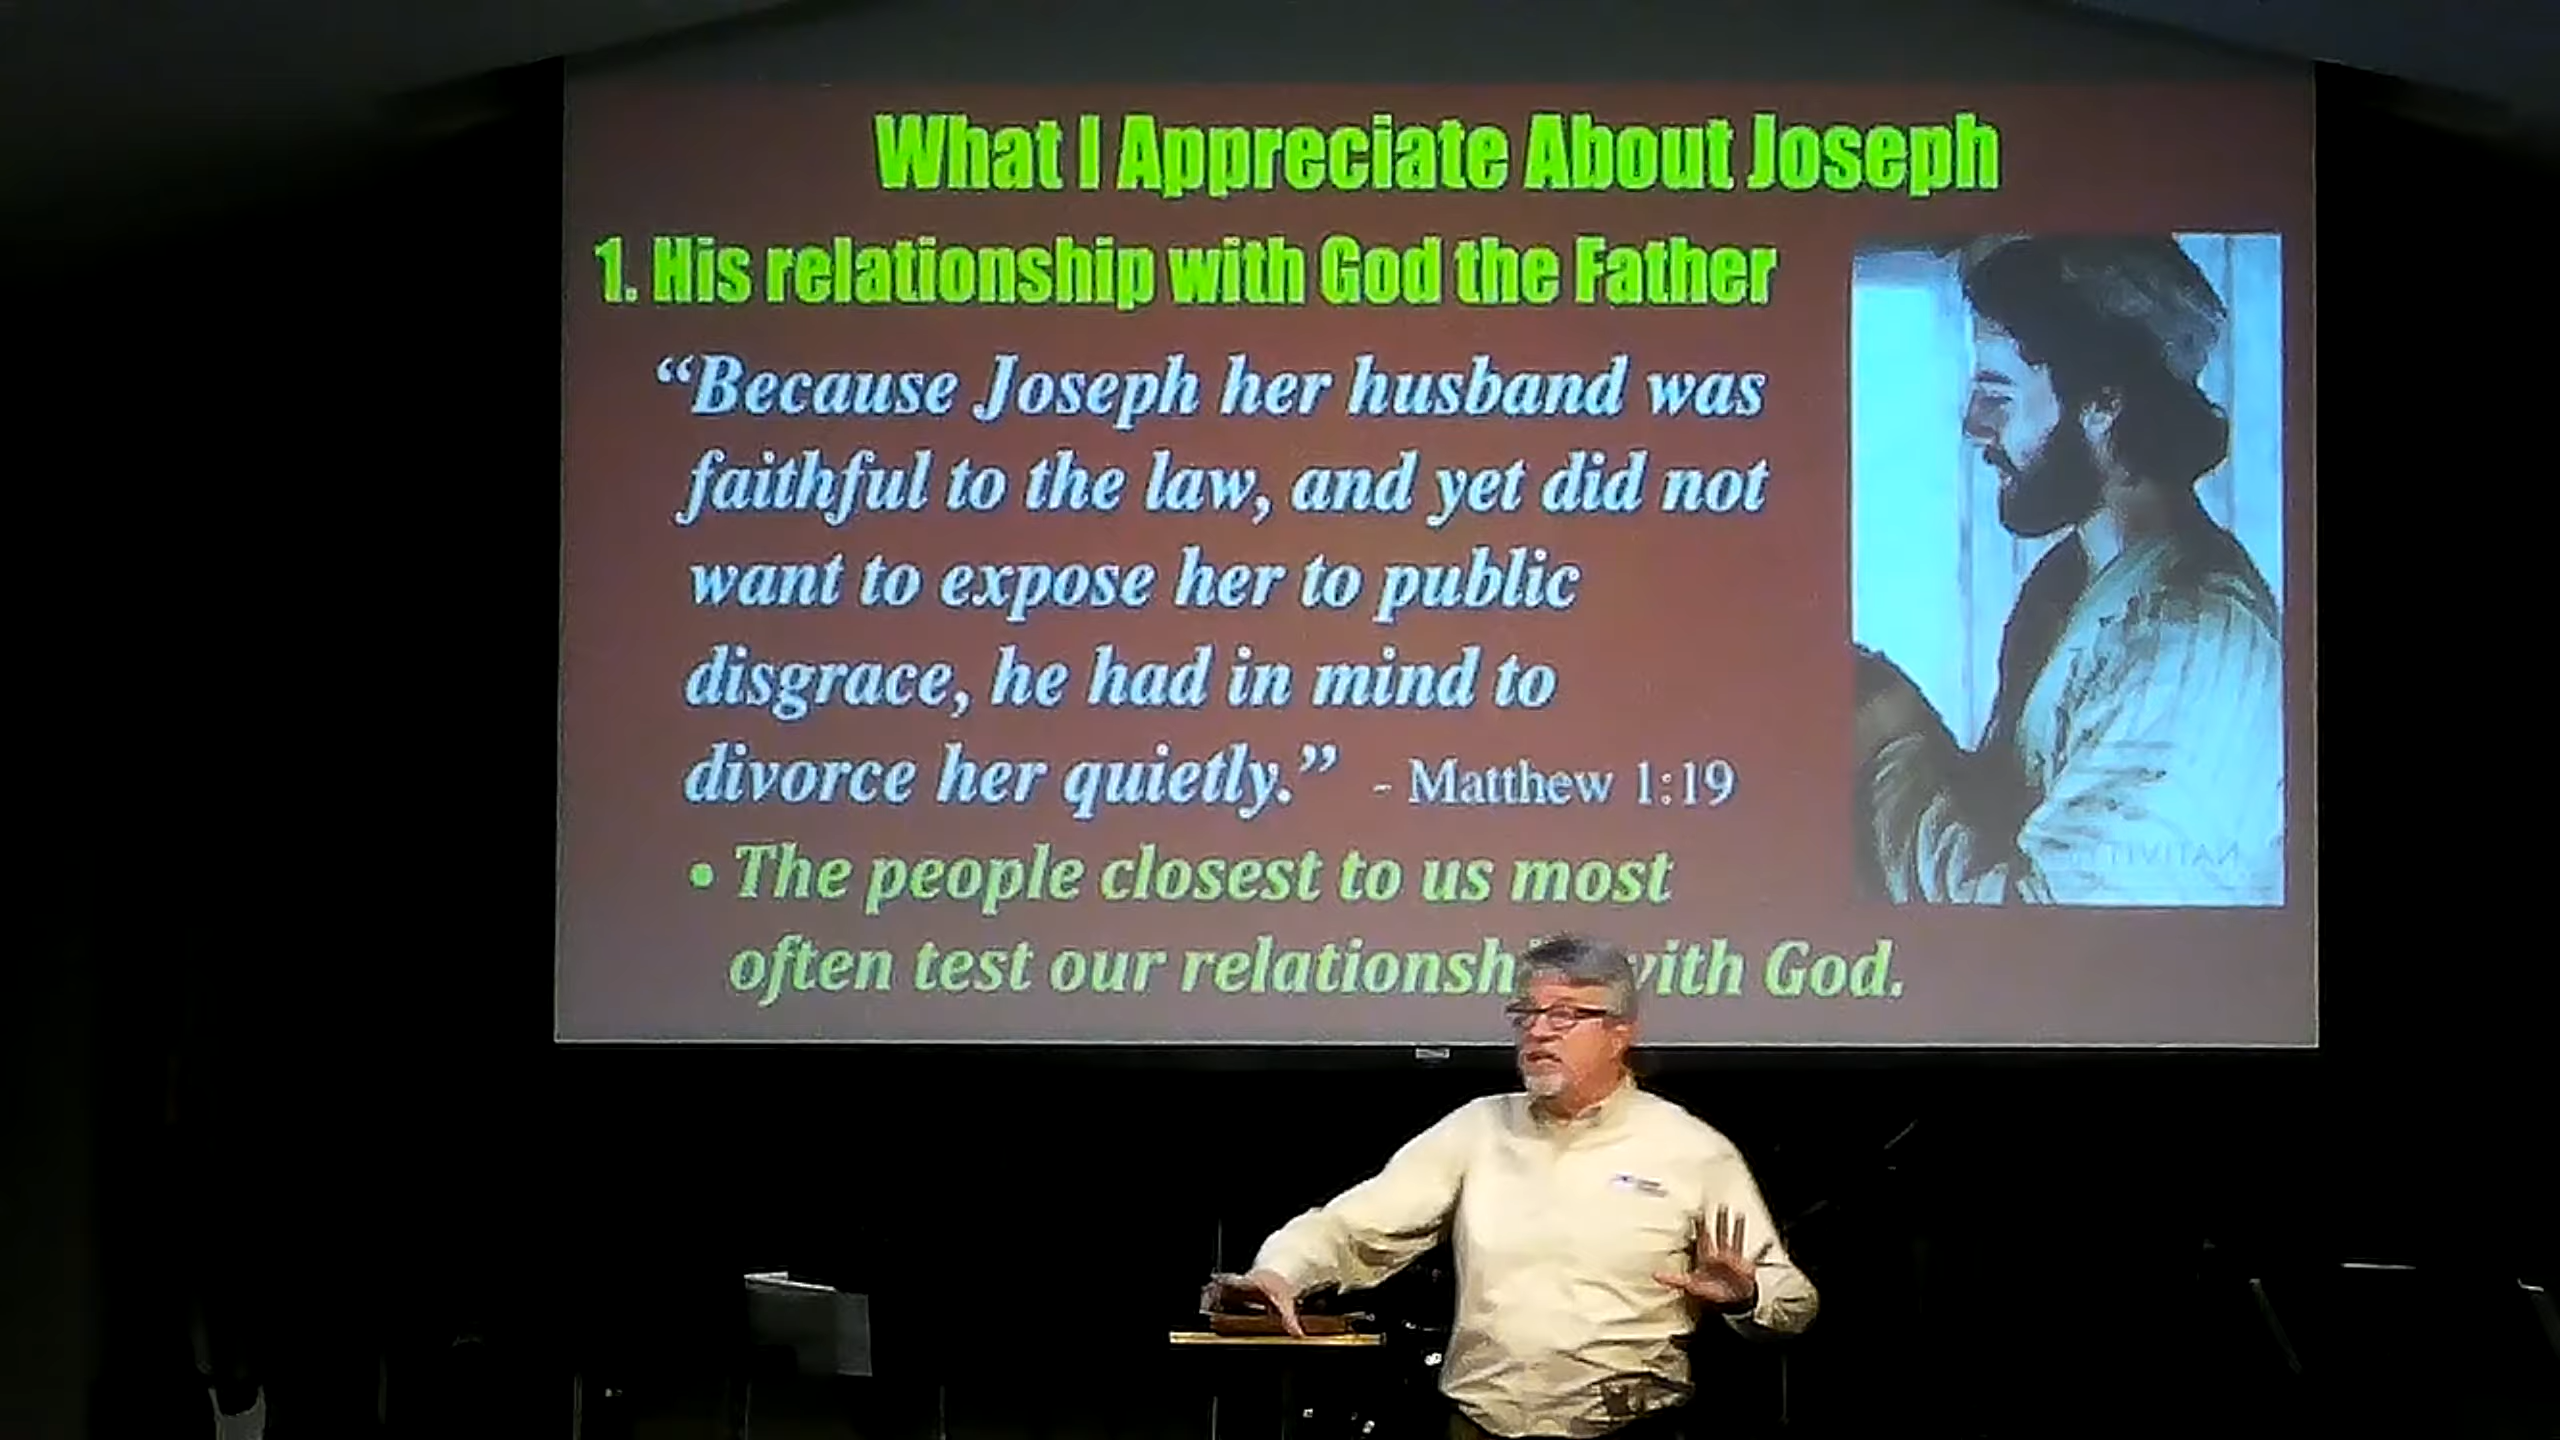 What I Appreciate About Joseph
1. His relationship with God the Father
“Because Joseph her husband was
faithful to the law, and yet did not
want to expose her to public
disgrace, he had in mind to
divorce her quietly.” - Matthew 1:19
• The people closest to us most
often test our relationsh with God.